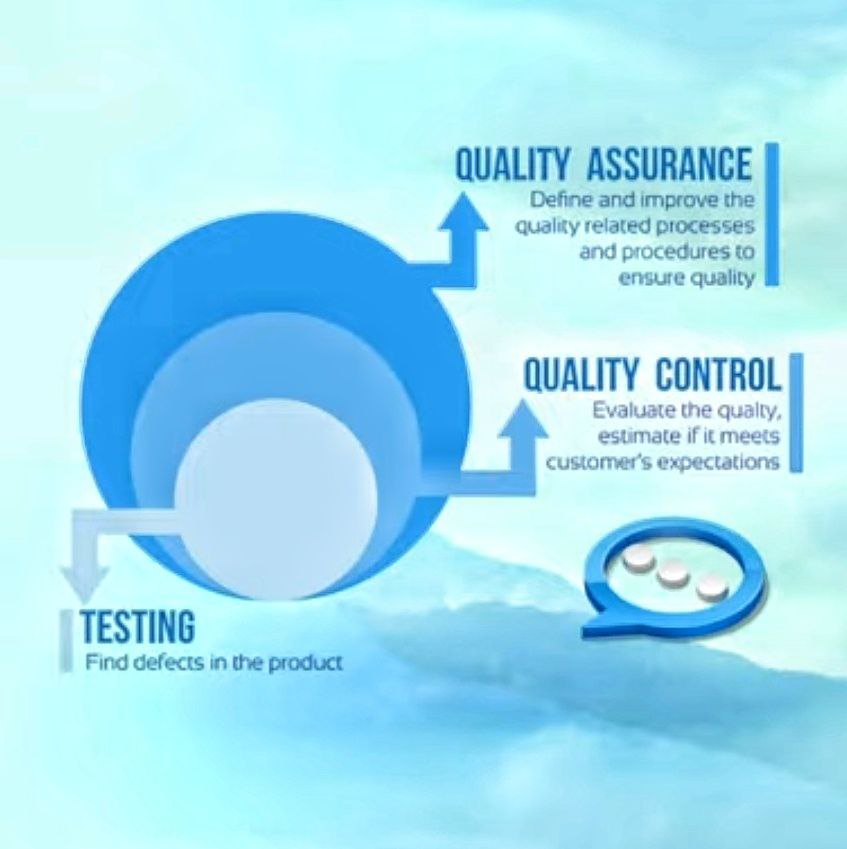 QUALITY ASSURANCE
Define and improve the
quality related processes
and procedures to
ensure quality
QUALITY CONTROL
Evaluate the qualty,
estimate if it meets
customer's expectations
TESTING
Find defects in the product